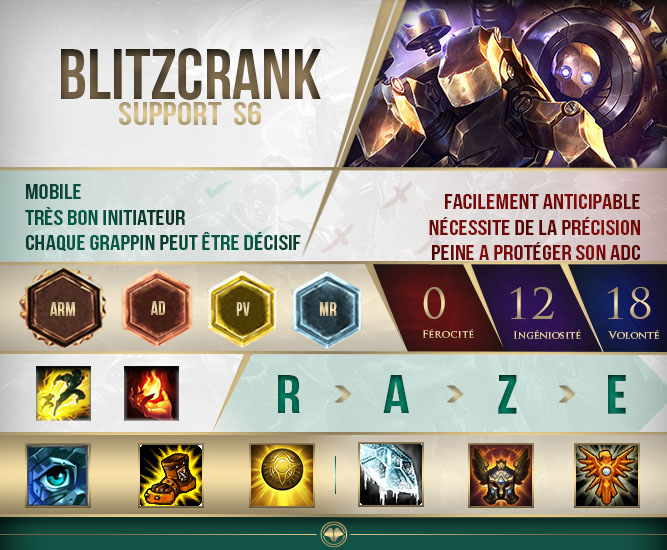 BLITZCRANK
SUPPORT S6
MOBILE
TRÈS BON INITIATEUR
CHAQUE GRAPPIN PEUT ÊTRE DÉCISIF
FACILEMENT ANTICIPABLE
NÉCESSITE DE LA PRÉCISION
PEINE A PROTÉGER SON ADC
ARM AD PV MR
0 12 18
FÉROCITÉ INGÉNIOSITÉ VOLONTÉ
R > A > Z > E